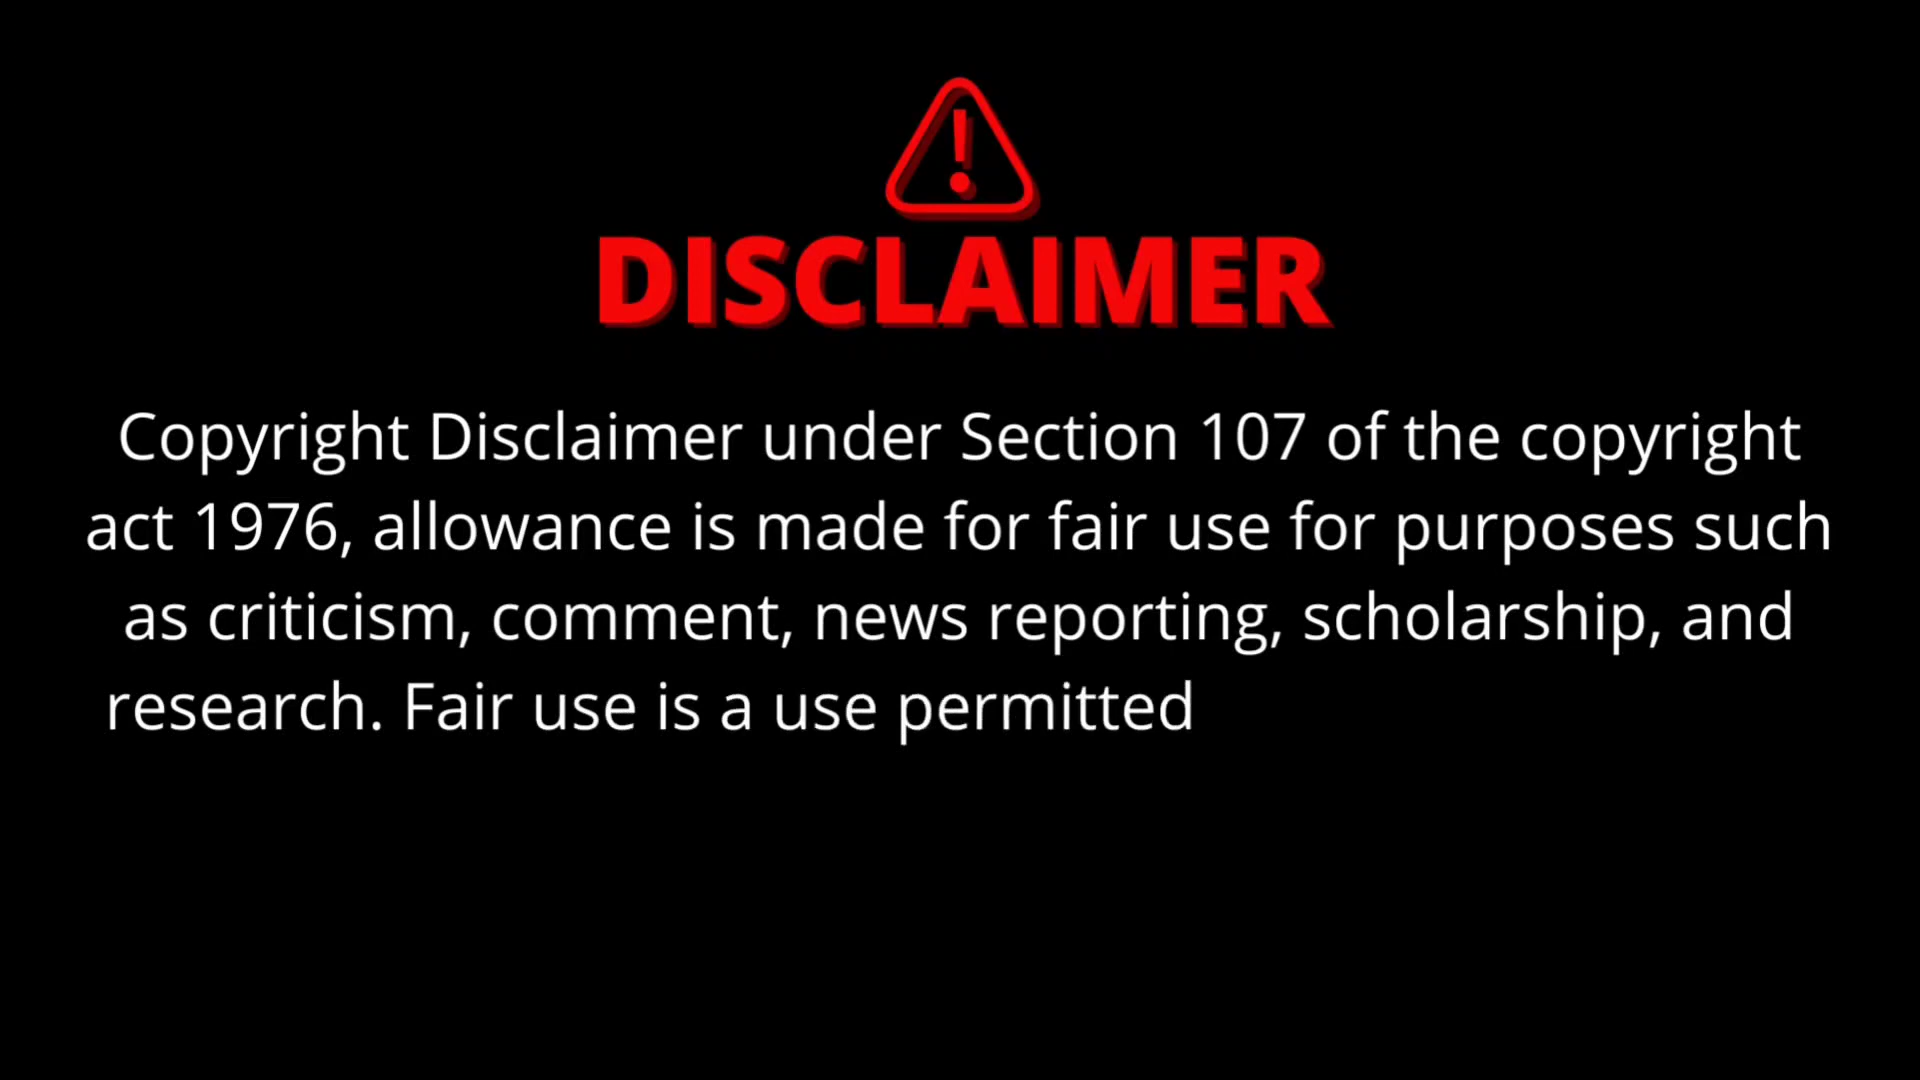 DISCLAIMER
Copyright Disclaimer under Section 107 of the copyright
act 1976, allowance is made for fair use for purposes such
as criticism, comment, news reporting, scholarship, and
research. Fair use is a use permitted